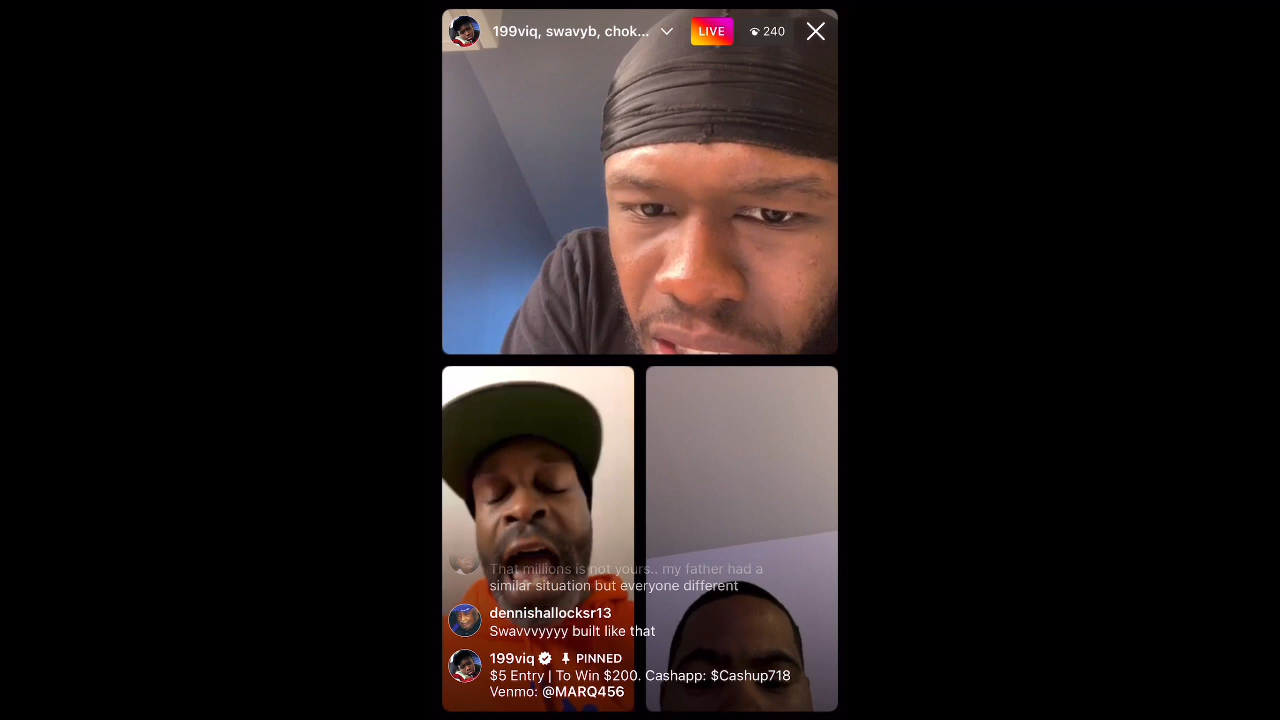 199viq, swavyb, chok...
LIVE
240
That millions is not yours.. my father had a
similar situation but everyone different
dennishallocksr13
Swavvvyyyy built like that
199viq PINNED
$5 Entry | To Win $200. Cashapp: $Cashup718
Venmo: @MARQ456